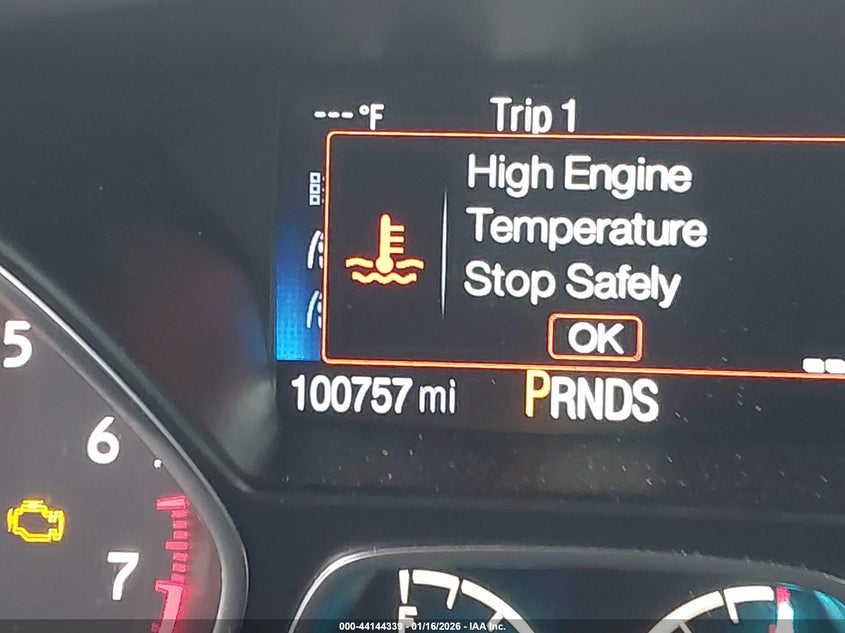 ---°F Trip 1
High Engine
Temperature
Stop Safely
OK
100757 mi PRNDS
5
6
7
F
000-44144339 - 01/16/2026 - IAA Inc.